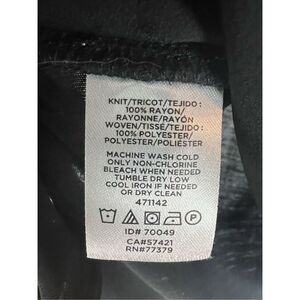 KNIT/TRICOT/TEJIDO:
100% RAYON/
RAYONNE/RAYÓN
WOVEN/TISSÉ/TEJIDO:
100% POLYESTER/
POLYESTER/POLIÉSTER
MACHINE WASH COLD
ONLY NON-CHLORINE
BLEACH WHEN NEEDED
TUMBLE DRY LOW
COOL IRON IF NEEDED
OR DRY CLEAN
471142
ID# 70049
CA#57421
RN#77379